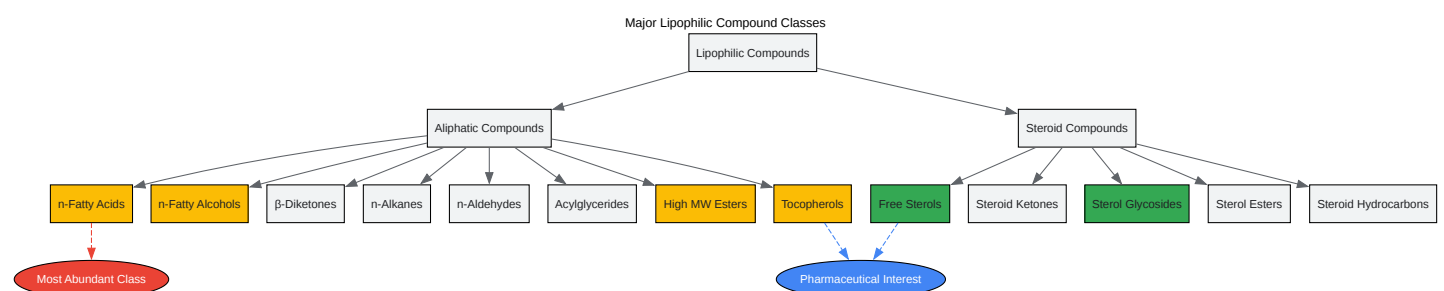 Major Lipophilic Compound Classes
Lipophilic Compounds
Aliphatic Compounds
Steroid Compounds
n-Fatty Acids
n-Fatty Alcohols
β-Diketones
n-Alkanes
n-Aldehydes
Acylglycerides
High MW Esters
Tocopherols
Free Sterols
Steroid Ketones
Sterol Glycosides
Sterol Esters
Steroid Hydrocarbons
Most Abundant Class
Pharmaceutical Interest